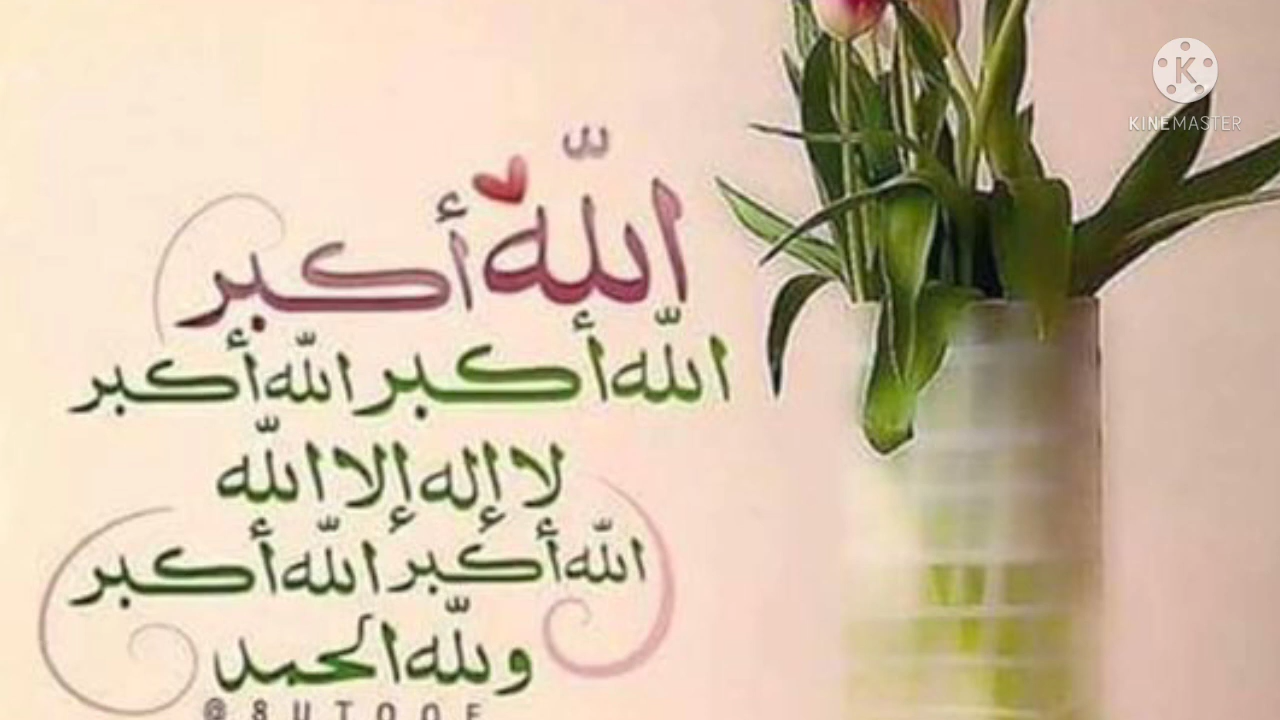 KINEMASTER
الله أكبر
الله أكبر الله أكبر
لا إله إلا الله
الله أكبر الله أكبر
ولله الحمد